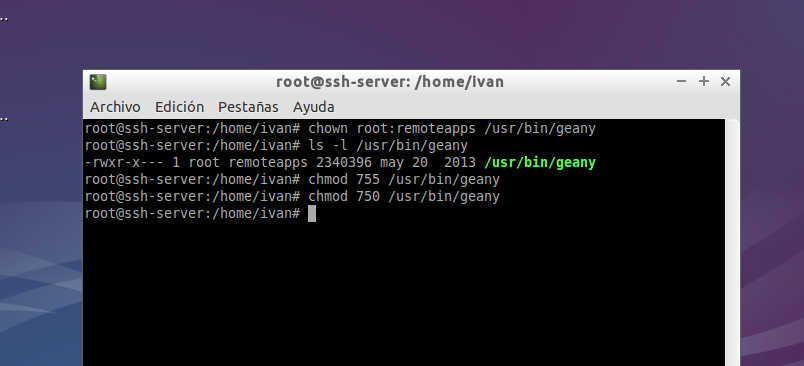 root@ssh-server: /home/ivan
Archivo Edición Pestañas Ayuda
root@ssh-server:/home/ivan# chown root:remoteapps /usr/bin/geany
root@ssh-server:/home/ivan# ls -l /usr/bin/geany
-rwxr-x--- 1 root remoteapps 2340396 may 20  2013 /usr/bin/geany
root@ssh-server:/home/ivan# chmod 755 /usr/bin/geany
root@ssh-server:/home/ivan# chmod 750 /usr/bin/geany
root@ssh-server:/home/ivan#